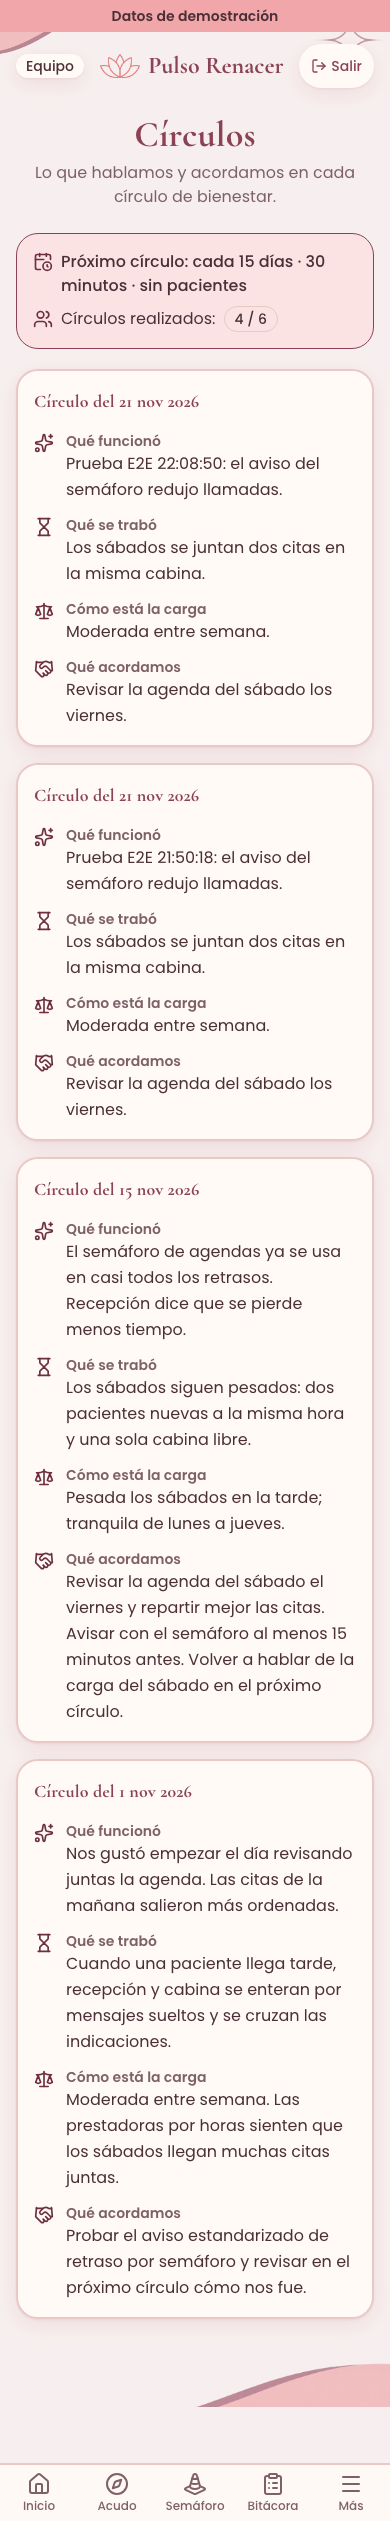 Datos de demostración
Equipo
Pulso Renacer
Salir
Círculos
Lo que hablamos y acordamos en cada
círculo de bienestar.
Próximo círculo: cada 15 días · 30
minutos · sin pacientes
Círculos realizados: 4 / 6
Círculo del 21 nov 2026
Qué funcionó
Prueba E2E 22:08:50: el aviso del
semáforo redujo llamadas.
Qué se trabó
Los sábados se juntan dos citas en
la misma cabina.
Cómo está la carga
Moderada entre semana.
Qué acordamos
Revisar la agenda del sábado los
viernes.
Círculo del 21 nov 2026
Qué funcionó
Prueba E2E 21:50:18: el aviso del
semáforo redujo llamadas.
Qué se trabó
Los sábados se juntan dos citas en
la misma cabina.
Cómo está la carga
Moderada entre semana.
Qué acordamos
Revisar la agenda del sábado los
viernes.
Círculo del 15 nov 2026
Qué funcionó
El semáforo de agendas ya se usa
en casi todos los retrasos.
Recepción dice que se pierde
menos tiempo.
Qué se trabó
Los sábados siguen pesados: dos
pacientes nuevas a la misma hora
y una sola cabina libre.
Cómo está la carga
Pesada los sábados en la tarde;
tranquila de lunes a jueves.
Qué acordamos
Revisar la agenda del sábado el
viernes y repartir mejor las citas.
Avisar con el semáforo al menos 15
minutos antes. Volver a hablar de la
carga del sábado en el próximo
círculo.
Círculo del 1 nov 2026
Qué funcionó
Nos gustó empezar el día revisando
juntas la agenda. Las citas de la
mañana salieron más ordenadas.
Qué se trabó
Cuando una paciente llega tarde,
recepción y cabina se enteran por
mensajes sueltos y se cruzan las
indicaciones.
Cómo está la carga
Moderada entre semana. Las
prestadoras por horas sienten que
los sábados llegan muchas citas
juntas.
Qué acordamos
Probar el aviso estandarizado de
retraso por semáforo y revisar en el
próximo círculo cómo nos fue.
Inicio
Acudo
Semáforo
Bitácora
Más